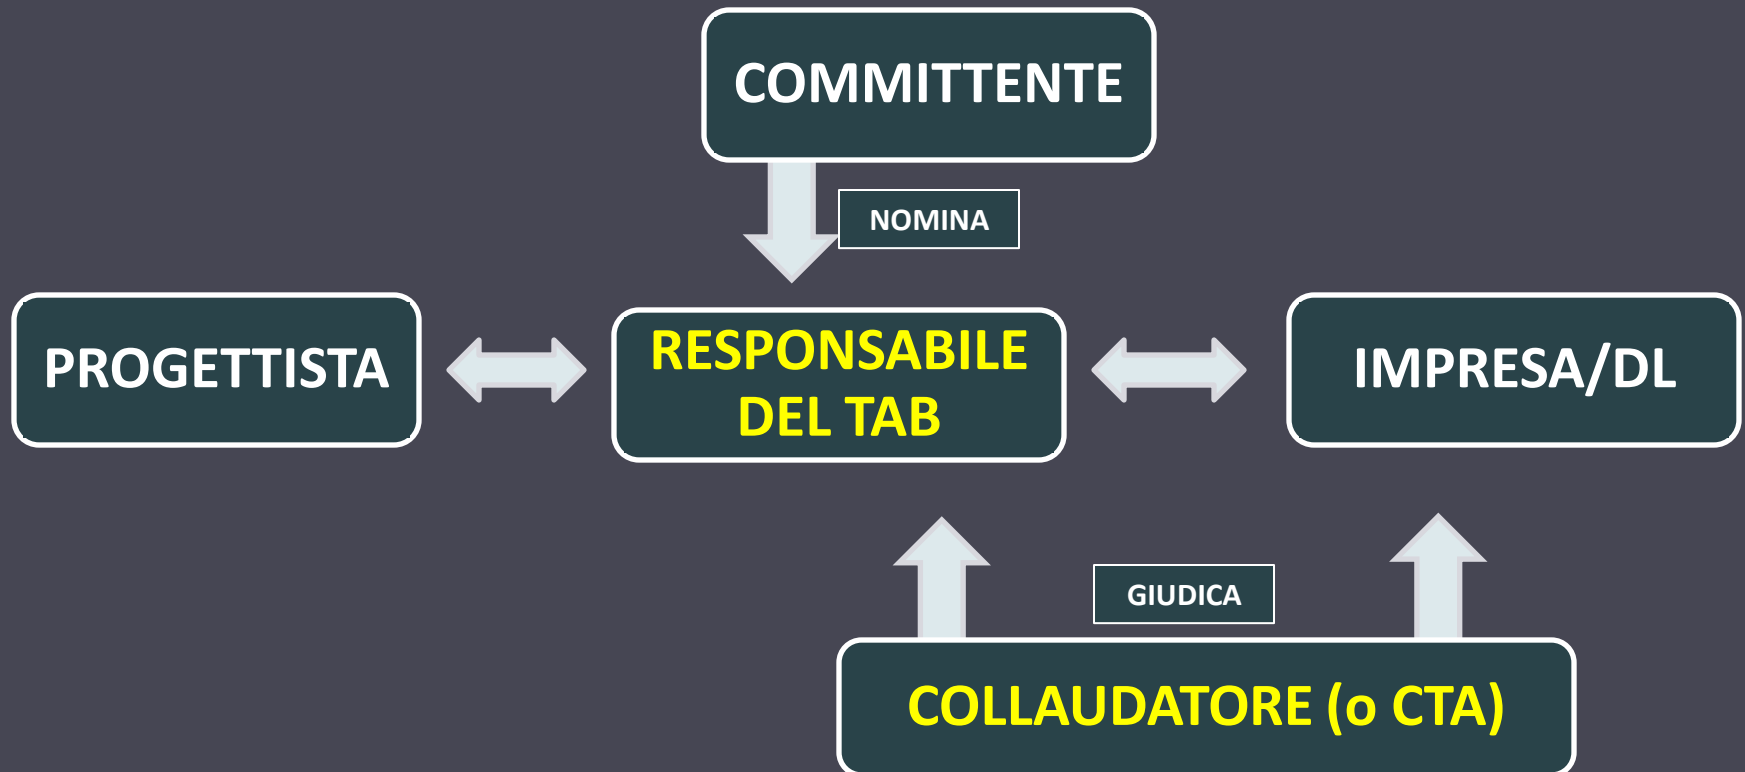 COMMITTENTE
NOMINA
PROGETTISTA
RESPONSABILE
DEL TAB
IMPRESA/DL
GIUDICA
COLLAUDATORE (o CTA)